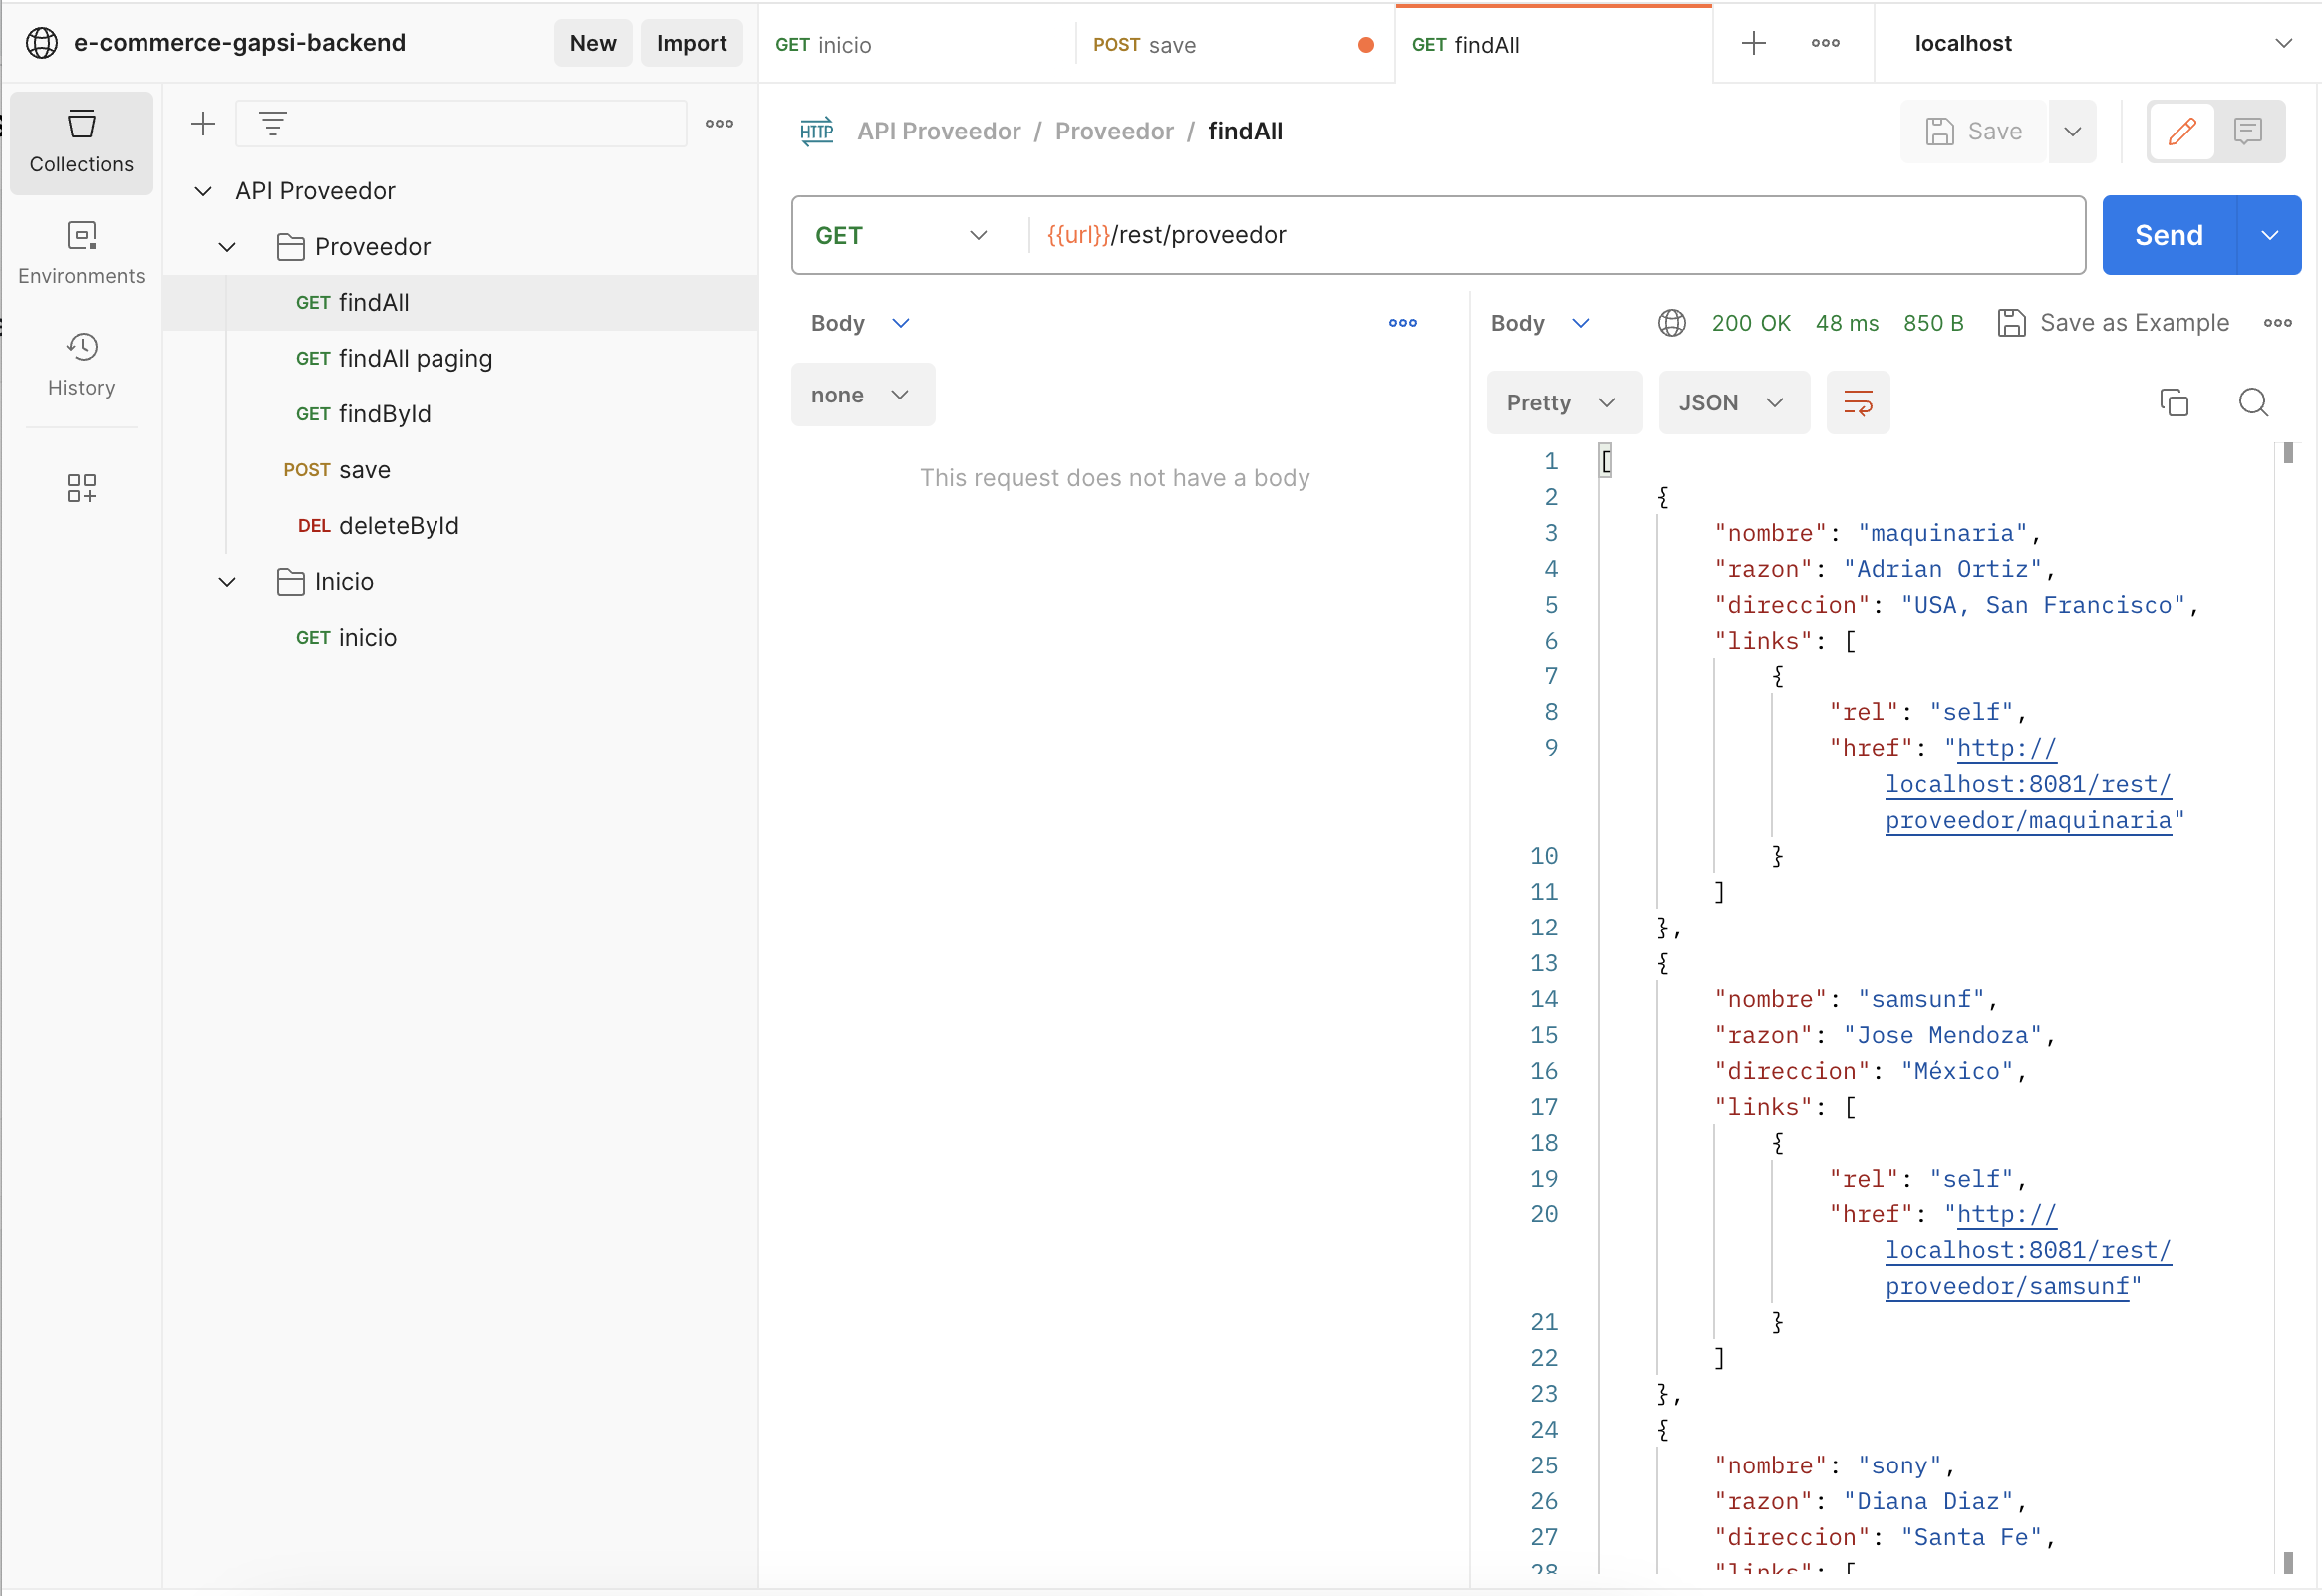 e-commerce-gapsi-backend
New
Import
GET inicio
POST save
GET findAll
localhost
Collections
Environments
History
API Proveedor
Proveedor
GET findAll
GET findAll paging
GET findById
POST save
DEL deleteById
Inicio
GET inicio
HTTP API Proveedor / Proveedor / findAll
Save
GET
{{url}}/rest/proveedor
Send
Body
none
This request does not have a body
Body
200 OK 48 ms 850 B Save as Example
Pretty
JSON
1 [
2 {
3 "nombre": "maquinaria",
4 "razon": "Adrian Ortiz",
5 "direccion": "USA, San Francisco",
6 "links": [
7 {
8 "rel": "self",
9 "href": "http://
localhost:8081/rest/
proveedor/maquinaria"
10 }
11 ]
12 },
13 {
14 "nombre": "samsunf",
15 "razon": "Jose Mendoza",
16 "direccion": "México",
17 "links": [
18 {
19 "rel": "self",
20 "href": "http://
localhost:8081/rest/
proveedor/samsunf"
21 }
22 ]
23 },
24 {
25 "nombre": "sony",
26 "razon": "Diana Diaz",
27 "direccion": "Santa Fe",
28 "links": [